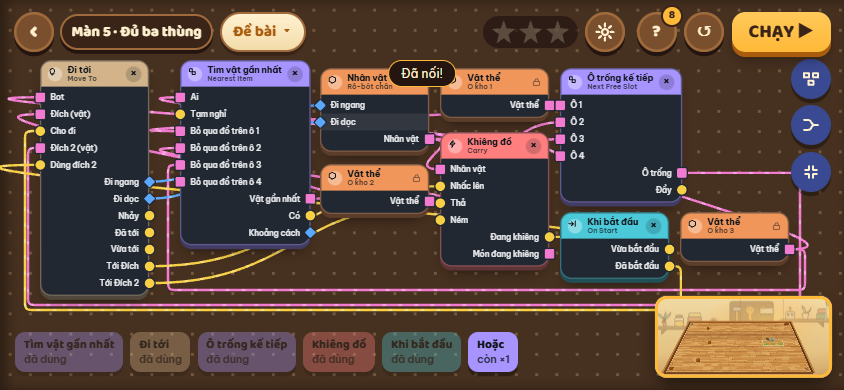 Màn 5 · Đủ ba thùng
Đề bài
8
?
CHẠY
Đã nối!
Đi tới
Move To
Bot
Đích (vật)
Cho đi
Đích 2 (vật)
Dùng đích 2
Đi ngang
Đi dọc
Nhảy
Đã tới
Vừa tới
Tới Đích
Tới Đích 2
Tìm vật gần nhất
Nearest Item
Ai
Tạm nghỉ
Bỏ qua đồ trên ô 1
Bỏ qua đồ trên ô 2
Bỏ qua đồ trên ô 3
Bỏ qua đồ trên ô 4
Vật gần nhất
Có
Khoảng cách
Nhân vật
Rô-bốt chân
Đi ngang
Đi dọc
Nhân vật
Vật thể
Ô kho 2
Vật thể
Vật thể
Ô kho 1
Vật thể
Khiêng đồ
Carry
Nhân vật
Nhấc lên
Thả
Ném
Đang khiêng
Món đang khiêng
Ô trống kế tiếp
Next Free Slot
Ô 1
Ô 2
Ô 3
Ô 4
Ô trống
Đầy
Khi bắt đầu
On Start
Vừa bắt đầu
Đã bắt đầu
Vật thể
Ô kho 3
Vật thể
Tìm vật gần nhất
đã dùng
Đi tới
đã dùng
Ô trống kế tiếp
đã dùng
Khiêng đồ
đã dùng
Khi bắt đầu
đã dùng
Hoặc
còn ×1